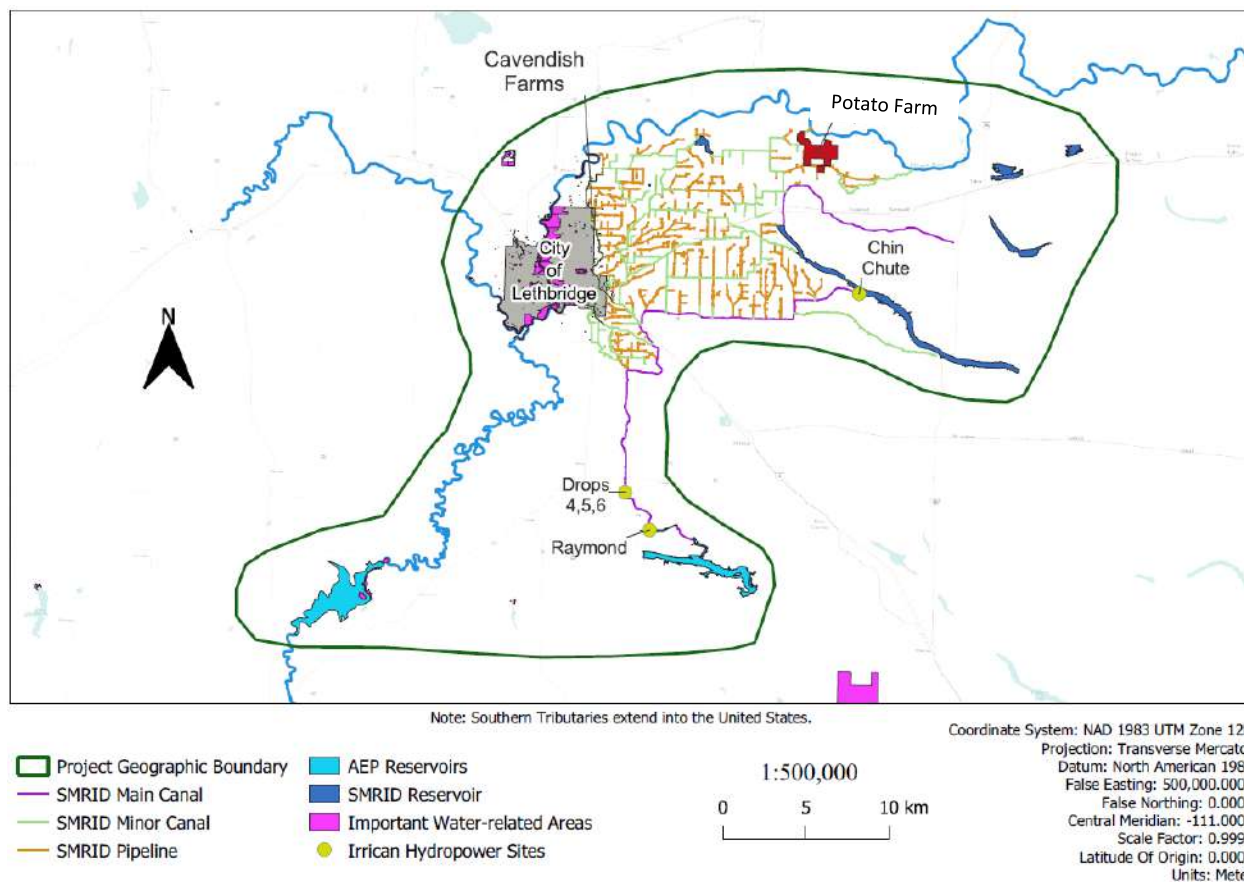 Cavendish
Farms
Potato Farm
Chin
Chute
City
of
Lethbridge
N
Drops
4,5,6
Raymond
Note: Southern Tributaries extend into the United States.
Project Geographic Boundary
SMRID Main Canal
SMRID Minor Canal
SMRID Pipeline
AEP Reservoirs
SMRID Reservoir
Important Water-related Areas
Irrican Hydropower Sites
1:500,000
0 5 10 km
Coordinate System: NAD 1983 UTM Zone 12
Projection: Transverse Mercato
Datum: North American 198
False Easting: 500,000.000
False Northing: 0.000
Central Meridian: -111.000
Scale Factor: 0.999
Latitude Of Origin: 0.000
Units: Mete